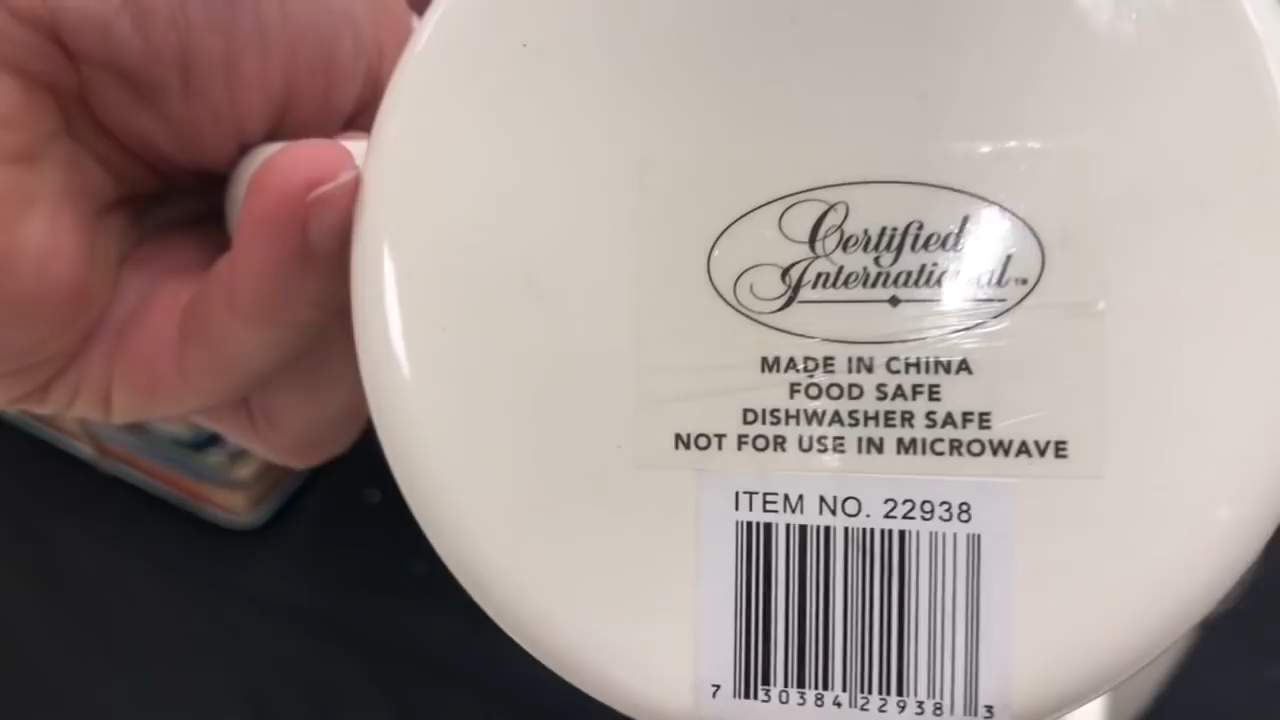 Certified
International™
MADE IN CHINA
FOOD SAFE
DISHWASHER SAFE
NOT FOR USE IN MICROWAVE
ITEM NO. 22938
7 30384 22938 3